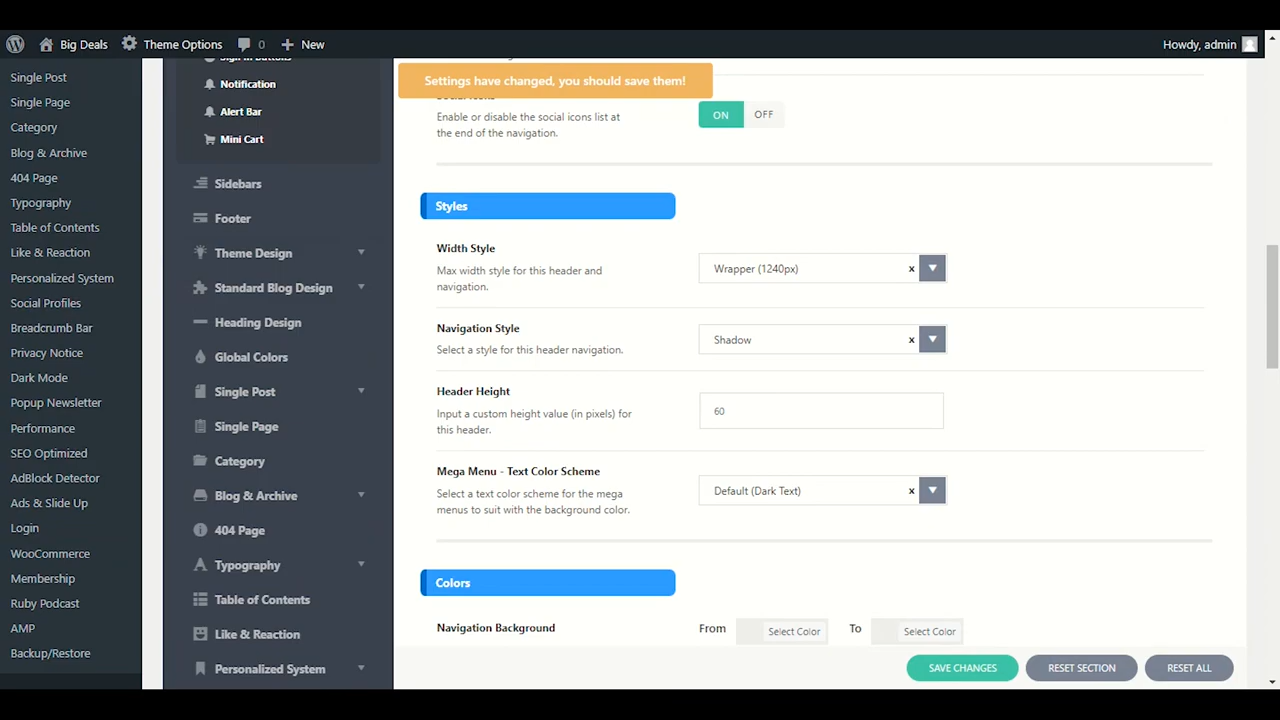 Big Deals
Theme Options
0
New
Howdy, admin
Single Post
Single Page
Category
Blog & Archive
404 Page
Typography
Table of Contents
Like & Reaction
Personalized System
Social Profiles
Breadcrumb Bar
Privacy Notice
Dark Mode
Popup Newsletter
Performance
SEO Optimized
AdBlock Detector
Ads & Slide Up
Login
WooCommerce
Membership
Ruby Podcast
AMP
Backup/Restore
Sign In Buttons
Notification
Alert Bar
Mini Cart
Sidebars
Footer
Theme Design
Standard Blog Design
Heading Design
Global Colors
Single Post
Single Page
Category
Blog & Archive
404 Page
Typography
Table of Contents
Like & Reaction
Personalized System
Settings have changed, you should save them!
Social Icons
Enable or disable the social icons list at
the end of the navigation.
ON OFF
Styles
Width Style
Max width style for this header and
navigation.
Wrapper (1240px) x
Navigation Style
Select a style for this header navigation.
Shadow x
Header Height
Input a custom height value (in pixels) for
this header.
60
Mega Menu - Text Color Scheme
Select a text color scheme for the mega
menus to suit with the background color.
Default (Dark Text) x
Colors
Navigation Background
From Select Color To Select Color
SAVE CHANGES RESET SECTION RESET ALL